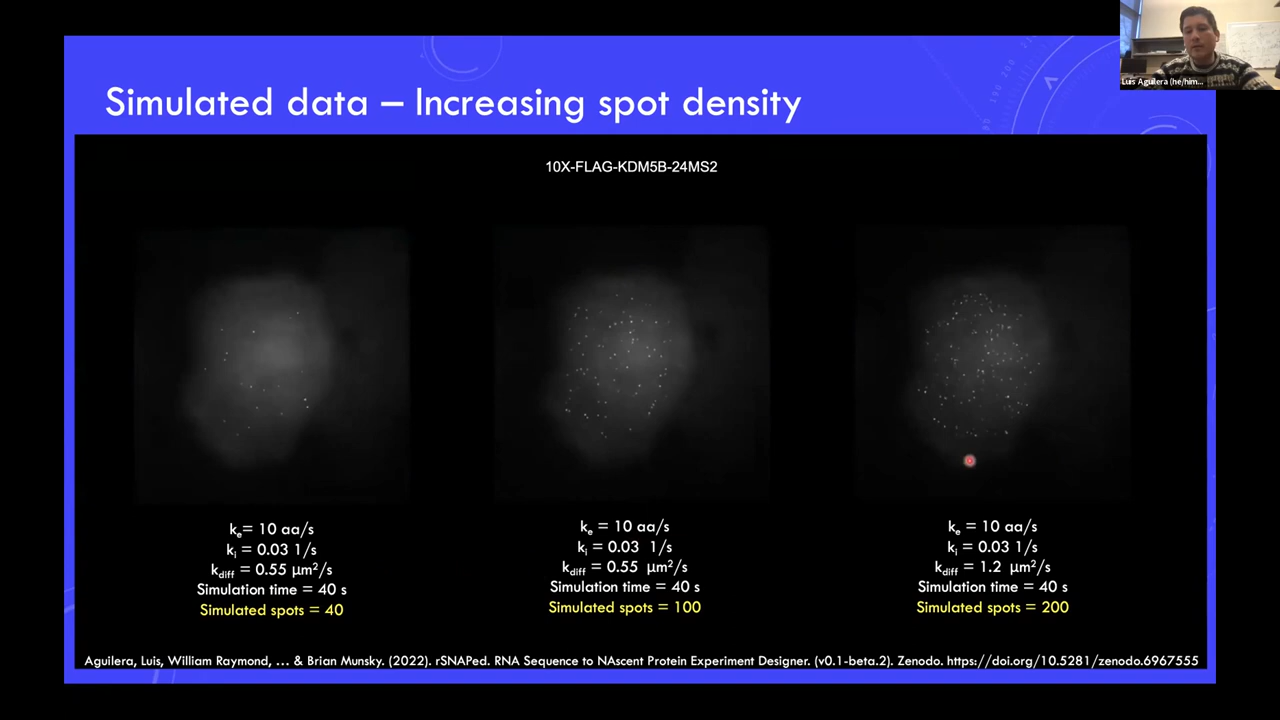 Luis Aguilera (he/him...
Simulated data – Increasing spot density
10X-FLAG-KDM5B-24MS2
kₑ= 10 aa/s
kᵢ = 0.03 1/s
k_diff = 0.55 µm²/s
Simulation time = 40 s
Simulated spots = 40
kₑ = 10 aa/s
kᵢ = 0.03 1/s
k_diff = 0.55 µm²/s
Simulation time = 40 s
Simulated spots = 100
kₑ = 10 aa/s
kᵢ = 0.03 1/s
k_diff = 1.2 µm²/s
Simulation time = 40 s
Simulated spots = 200
Aguilera, Luis, William Raymond, ... & Brian Munsky. (2022). rSNAPed. RNA Sequence to NAscent Protein Experiment Designer. (v0.1-beta.2). Zenodo. https://doi.org/10.5281/zenodo.6967555